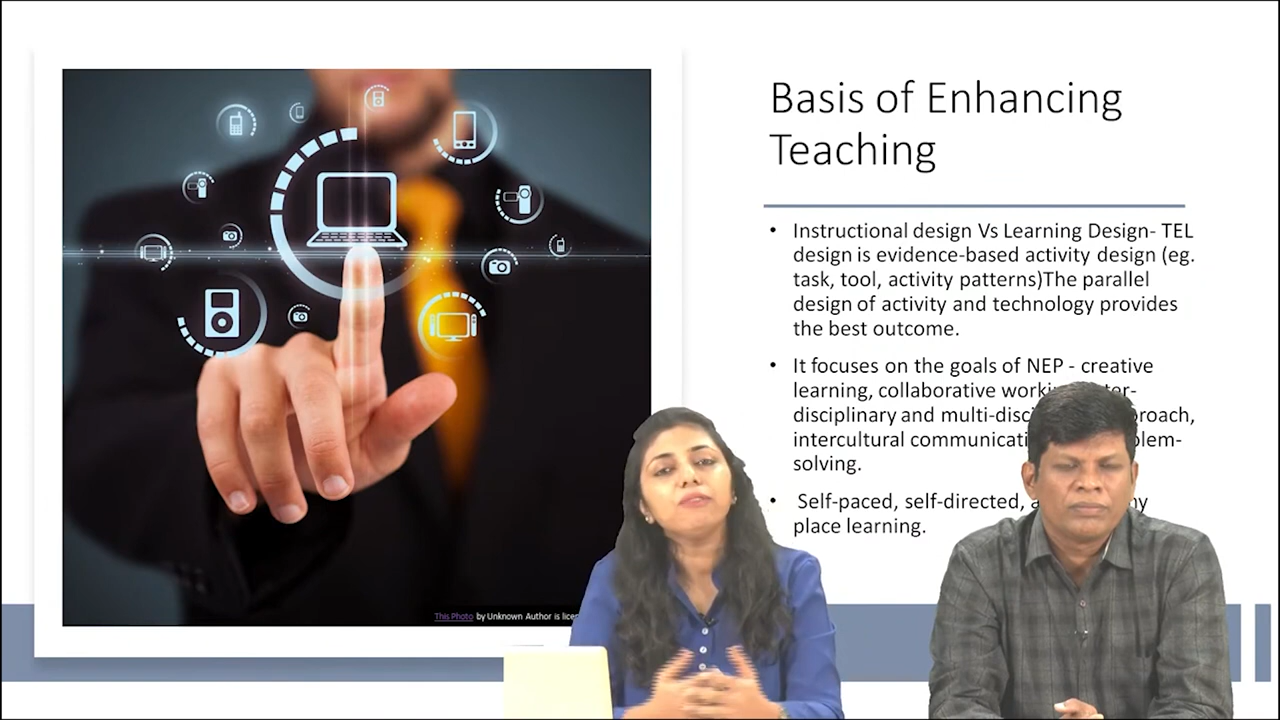 Basis of Enhancing
Teaching
• Instructional design Vs Learning Design- TEL
design is evidence-based activity design (eg.
task, tool, activity patterns)The parallel
design of activity and technology provides
the best outcome.
• It focuses on the goals of NEP - creative
learning, collaborative
disciplinary and
intercultural
solving.
• Self-paced, self-directed,
place learning.
This Photo by Unknown Author is